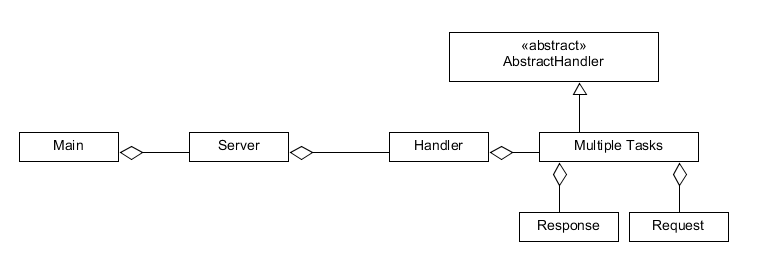 «abstract»
AbstractHandler
Main
Server
Handler
Multiple Tasks
Response
Request